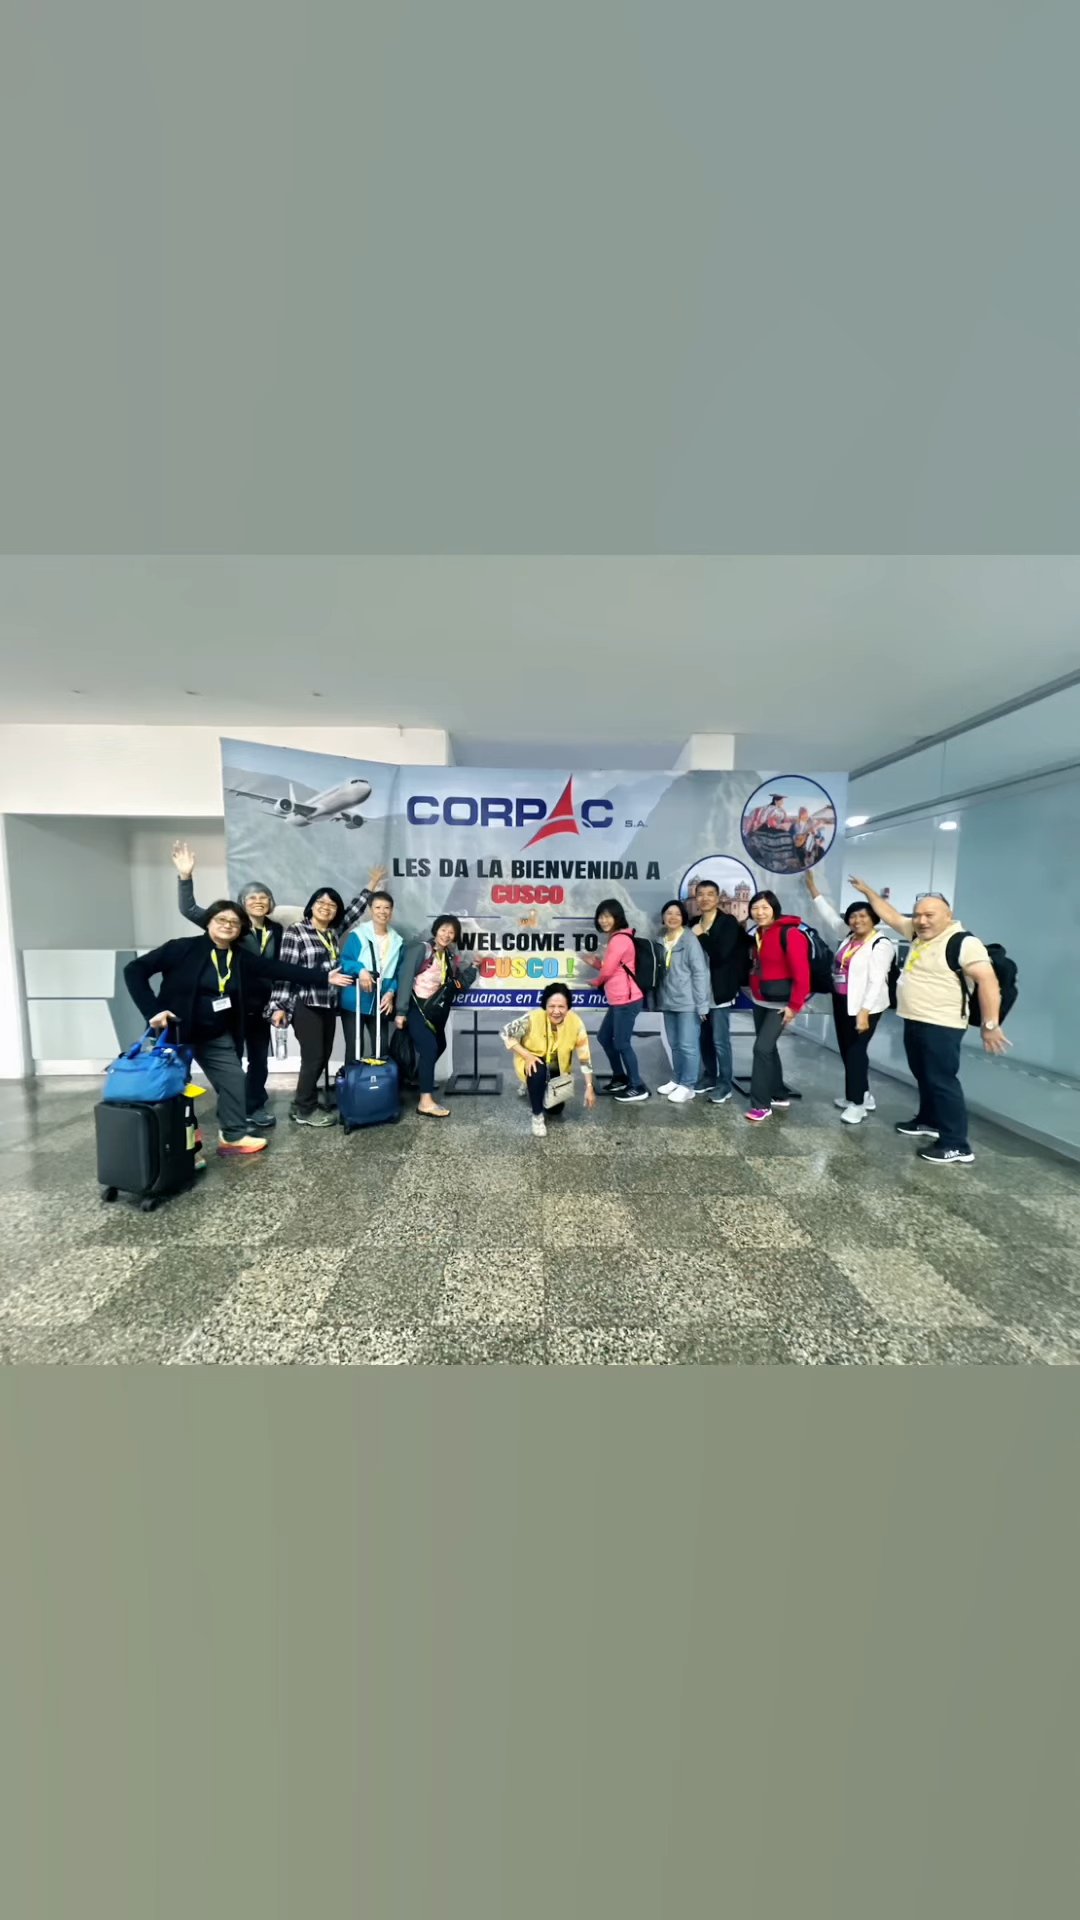 CORPAC S.A.
LES DA LA BIENVENIDA A
CUSCO
WELCOME TO
CUSCO !
peruanos en